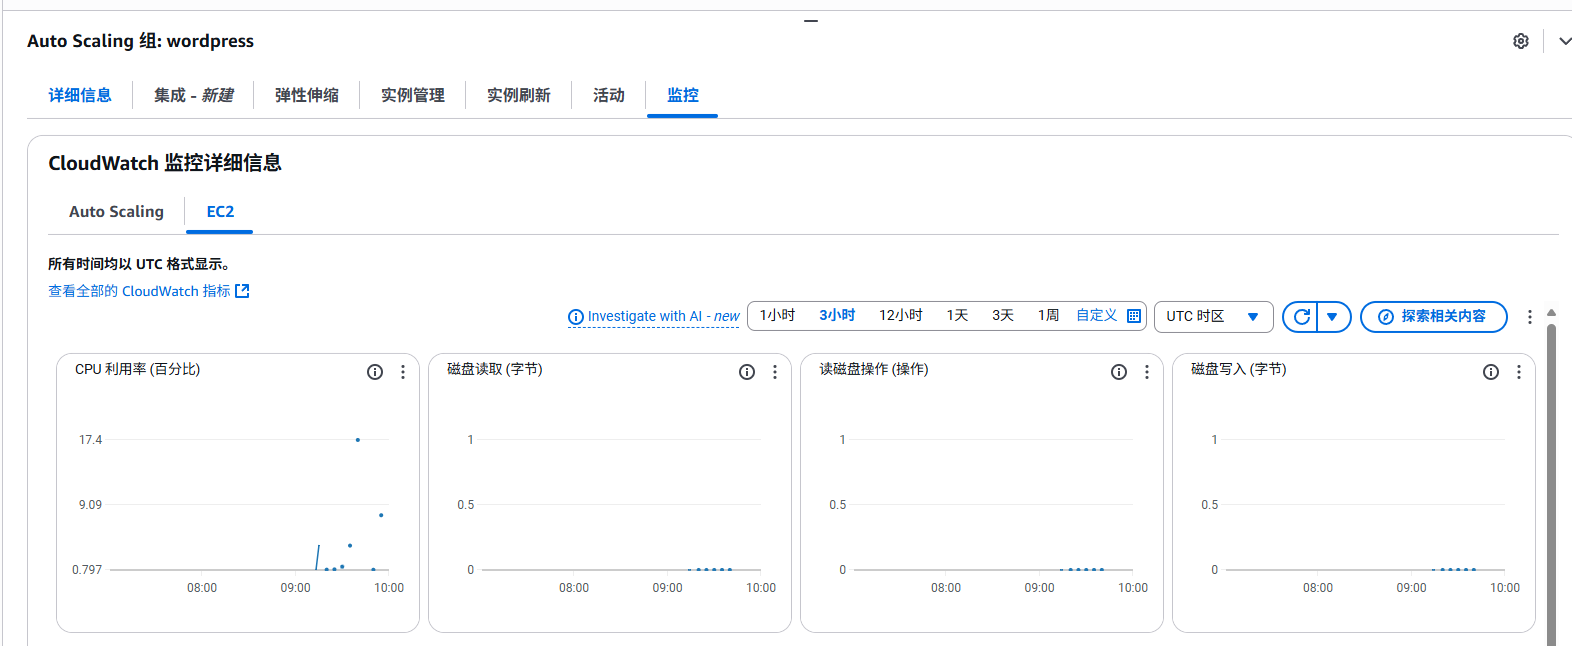 Auto Scaling 组: wordpress
详细信息
集成 - 新建
弹性伸缩
实例管理
实例刷新
活动
监控
CloudWatch 监控详细信息
Auto Scaling
EC2
所有时间均以 UTC 格式显示。
查看全部的 CloudWatch 指标
Investigate with AI - new
1小时
3小时
12小时
1天
3天
1周
自定义
UTC 时区
探索相关内容
CPU 利用率 (百分比)
17.4
9.09
0.797
08:00
09:00
10:00
磁盘读取 (字节)
1
0.5
0
08:00
09:00
10:00
读磁盘操作 (操作)
1
0.5
0
08:00
09:00
10:00
磁盘写入 (字节)
1
0.5
0
08:00
09:00
10:00